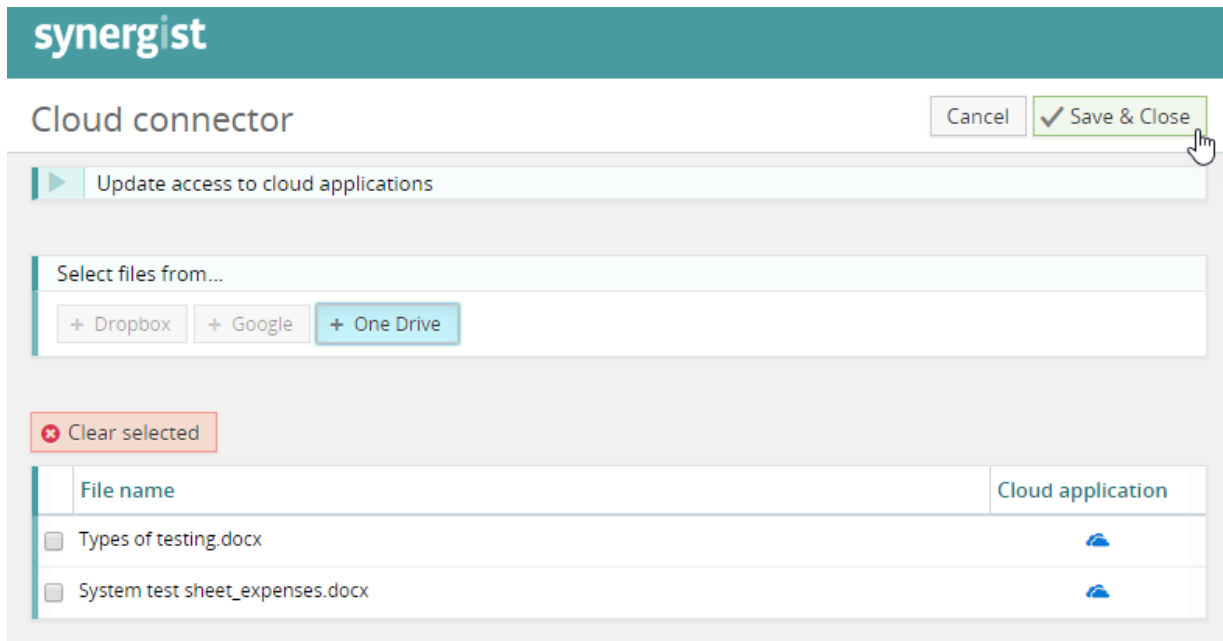 synergist
Cloud connector
Cancel
Save & Close
Update access to cloud applications
Select files from...
+ Dropbox
+ Google
+ One Drive
Clear selected
File name
Cloud application
Types of testing.docx
System test sheet_expenses.docx